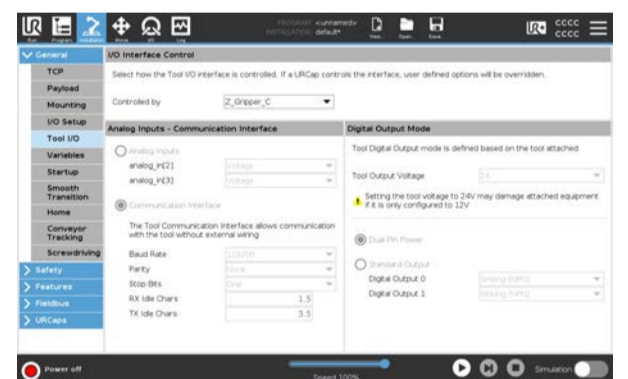 Run Program Installation Move I/O Log
PROGRAM <unnamed>
INSTALLATION default*
New... Open... Save...
cccc
cccc
General
TCP
Payload
Mounting
I/O Setup
Tool I/O
Variables
Startup
Smooth
Transition
Home
Conveyor
Tracking
Screwdriving
Safety
Features
Fieldbus
URCaps
I/O Interface Control
Select how the Tool I/O interface is controlled. If a URCap controls the interface, user defined options will be overridden.
Controlled by Z_Gripper_C
Analog Inputs - Communication Interface
Analog Inputs
analog_in[2] Voltage
analog_in[3] Voltage
Communication Interface
The Tool Communication Interface allows communication
with the tool without external wiring.
Baud Rate 115200
Parity None
Stop Bits One
RX Idle Chars 1.5
TX Idle Chars 3.5
Digital Output Mode
Tool Digital Output mode is defined based on the tool attached
Tool Output Voltage 24
Setting the tool voltage to 24V may damage attached equipment
if it is only configured to 12V
Dual Pin Power
Standard Output
Digital Output 0 Sinking (NPN)
Digital Output 1 Sinking (NPN)
Power off
Speed 100%
Simulation